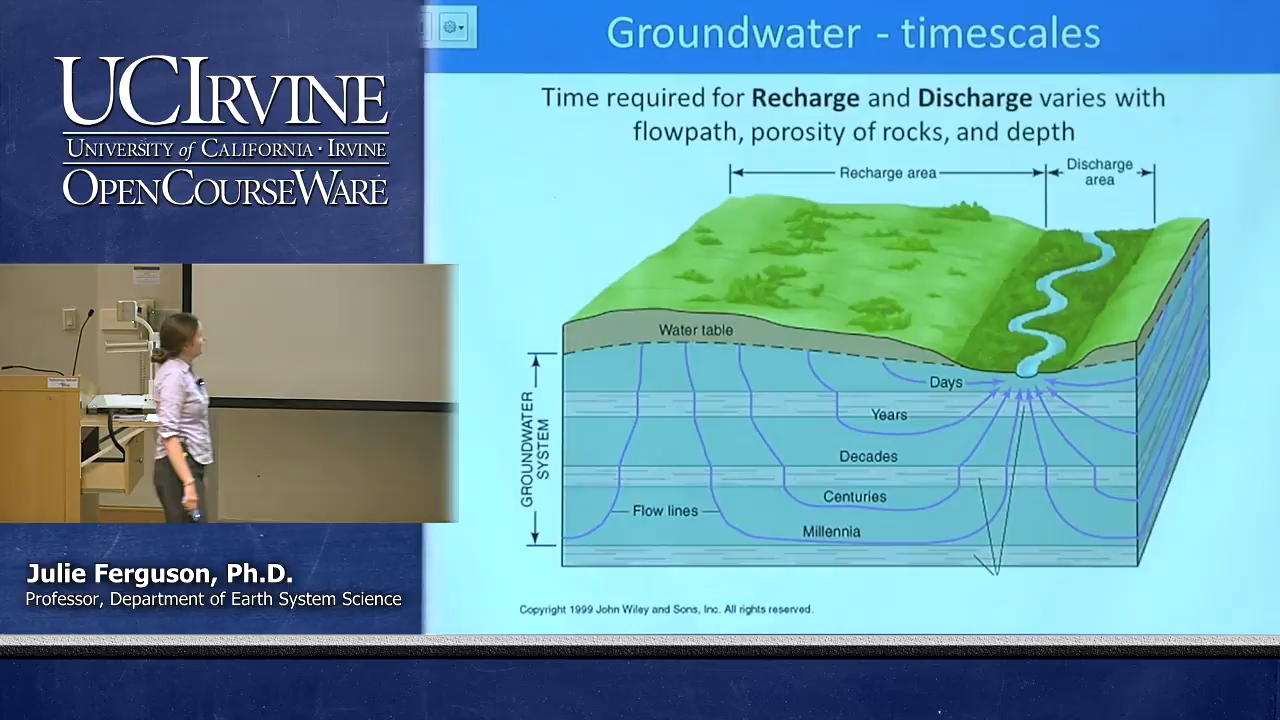 UCIRVINE
UNIVERSITY of CALIFORNIA · IRVINE
OPENCOURSEWARE
Julie Ferguson, Ph.D.
Professor, Department of Earth System Science
Groundwater - timescales
Time required for Recharge and Discharge varies with
flowpath, porosity of rocks, and depth
Recharge area
Discharge
area
Water table
GROUNDWATER
SYSTEM
Days
Years
Decades
Centuries
Flow lines
Millennia
Copyright 1999 John Wiley and Sons, Inc. All rights reserved.